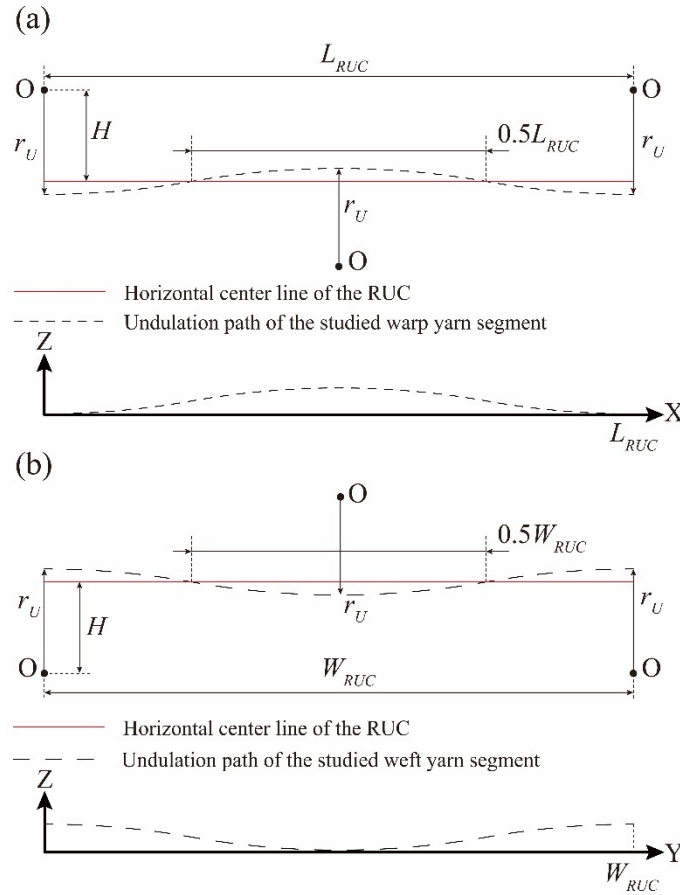 (a)
L_RUC
O
O
H
r_U
0.5L_RUC
r_U
r_U
O
Horizontal center line of the RUC
Undulation path of the studied warp yarn segment
Z
X
L_RUC
(b)
O
0.5W_RUC
r_U
H
r_U
r_U
O
O
W_RUC
Horizontal center line of the RUC
Undulation path of the studied weft yarn segment
Z
Y
W_RUC